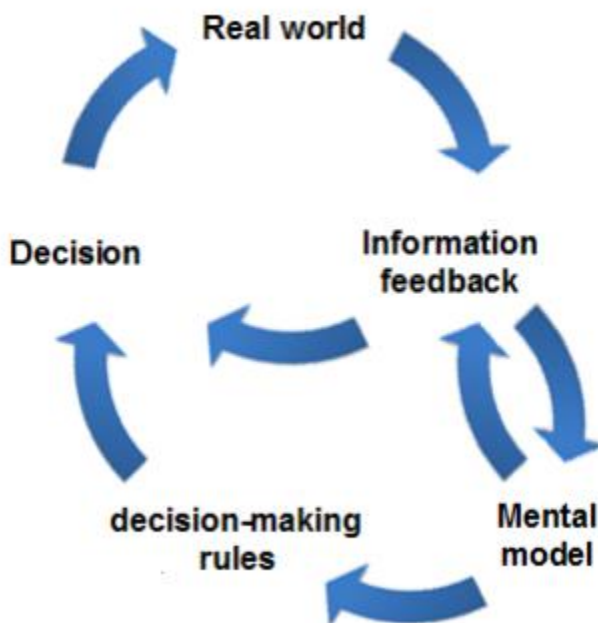 Real world
Decision
Information
feedback
decision-making
rules
Mental
model